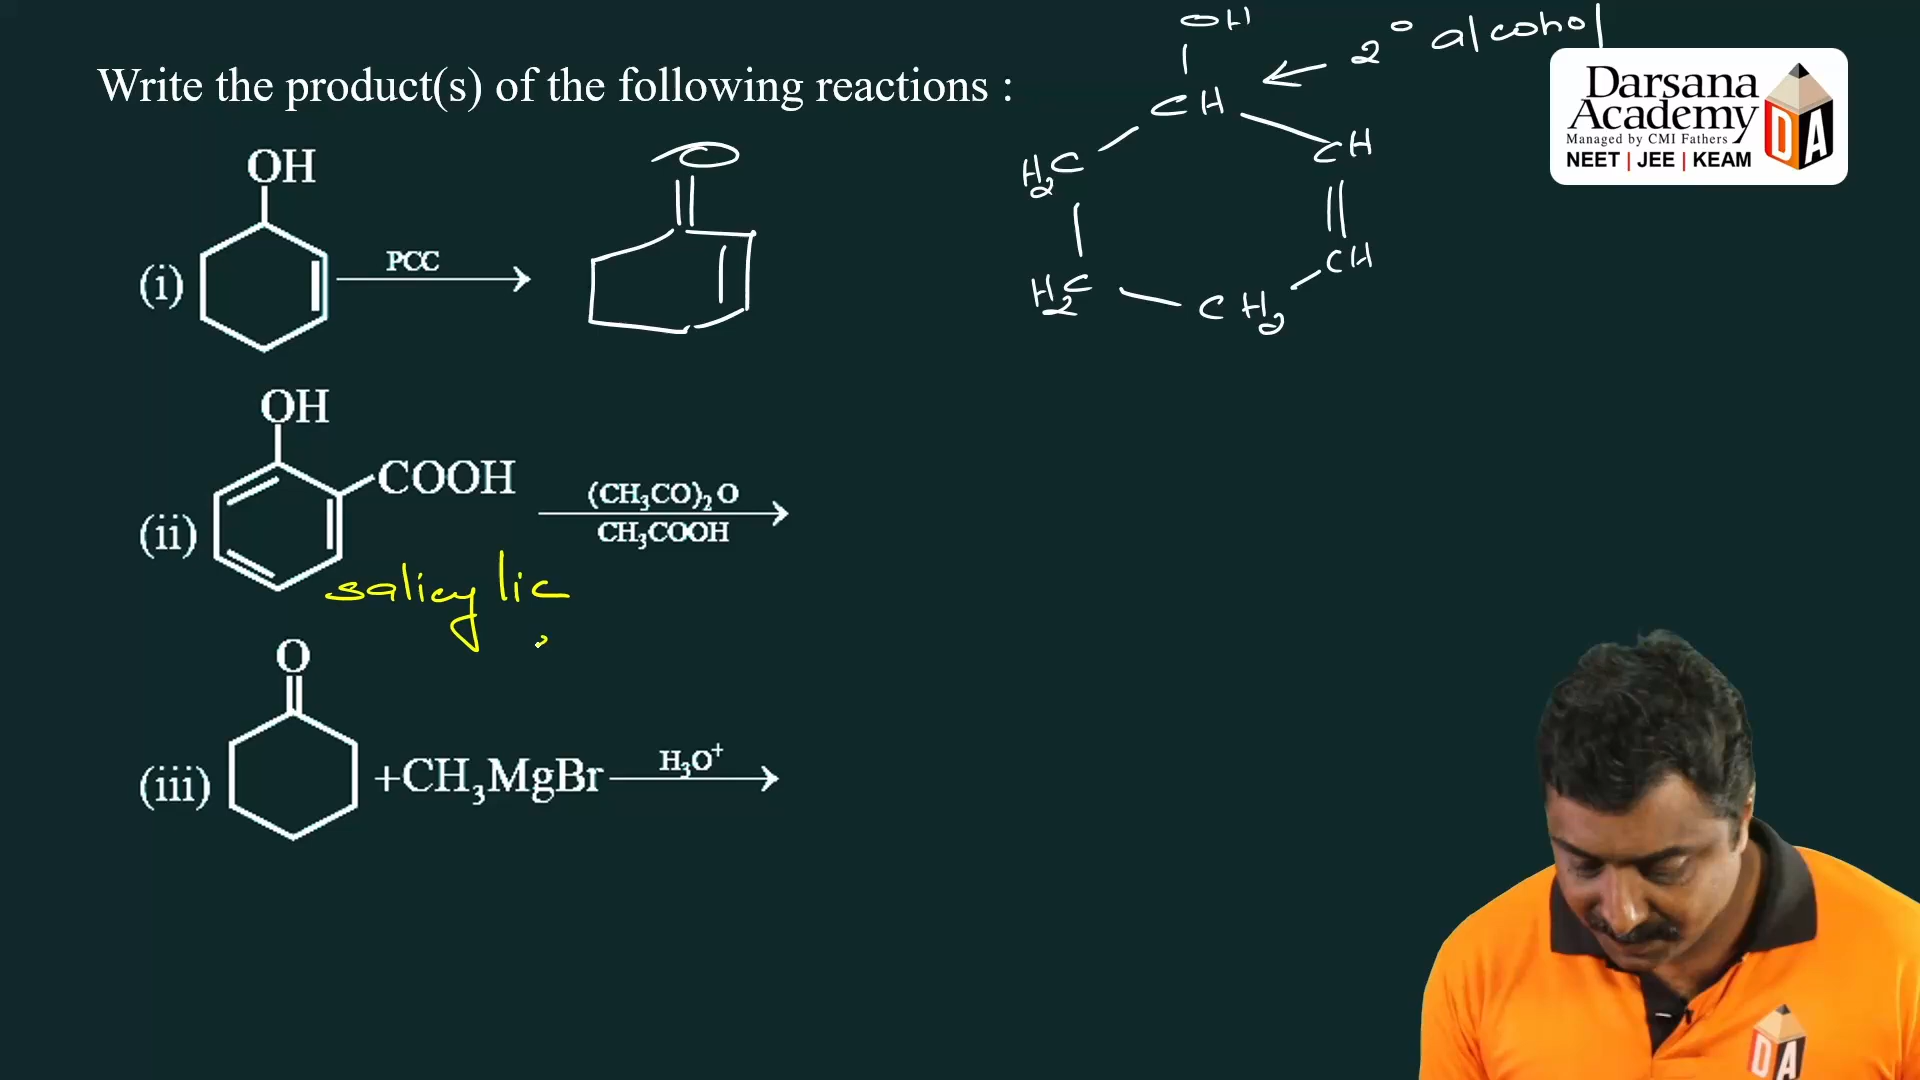 Write the product(s) of the following reactions :
OH
CH
2° alcohol
H₂C
CH
H₂C
CH₂
CH
Darsana
Academy
Managed by CMI Fathers
NEET | JEE | KEAM
DA
(i)
OH
PCC
O
(ii)
OH
COOH
(CH₃CO)₂O
CH₃COOH
salicylic
(iii)
O
+CH₃MgBr
H₃O⁺
DA